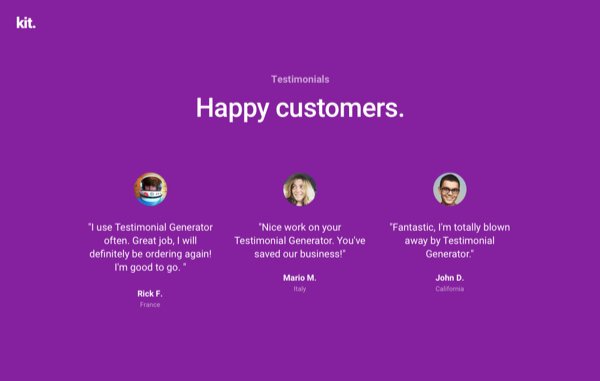 kit.
Testimonials
Happy customers.
"I use Testimonial Generator
often. Great job, I will
definitely be ordering again!
I'm good to go. "
Rick F.
France
"Nice work on your
Testimonial Generator. You've
saved our business!"
Mario M.
Italy
"Fantastic, I'm totally blown
away by Testimonial
Generator."
John D.
California